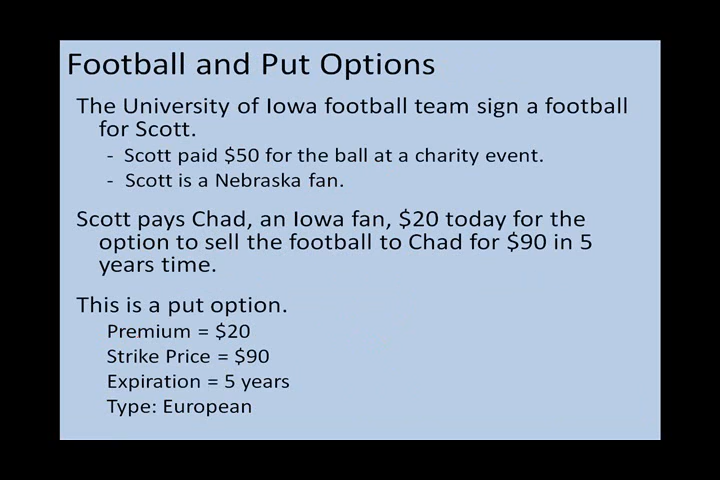 Football and Put Options
The University of Iowa football team sign a football
for Scott.
- Scott paid $50 for the ball at a charity event.
- Scott is a Nebraska fan.
Scott pays Chad, an Iowa fan, $20 today for the
option to sell the football to Chad for $90 in 5
years time.
This is a put option.
Premium = $20
Strike Price = $90
Expiration = 5 years
Type: European